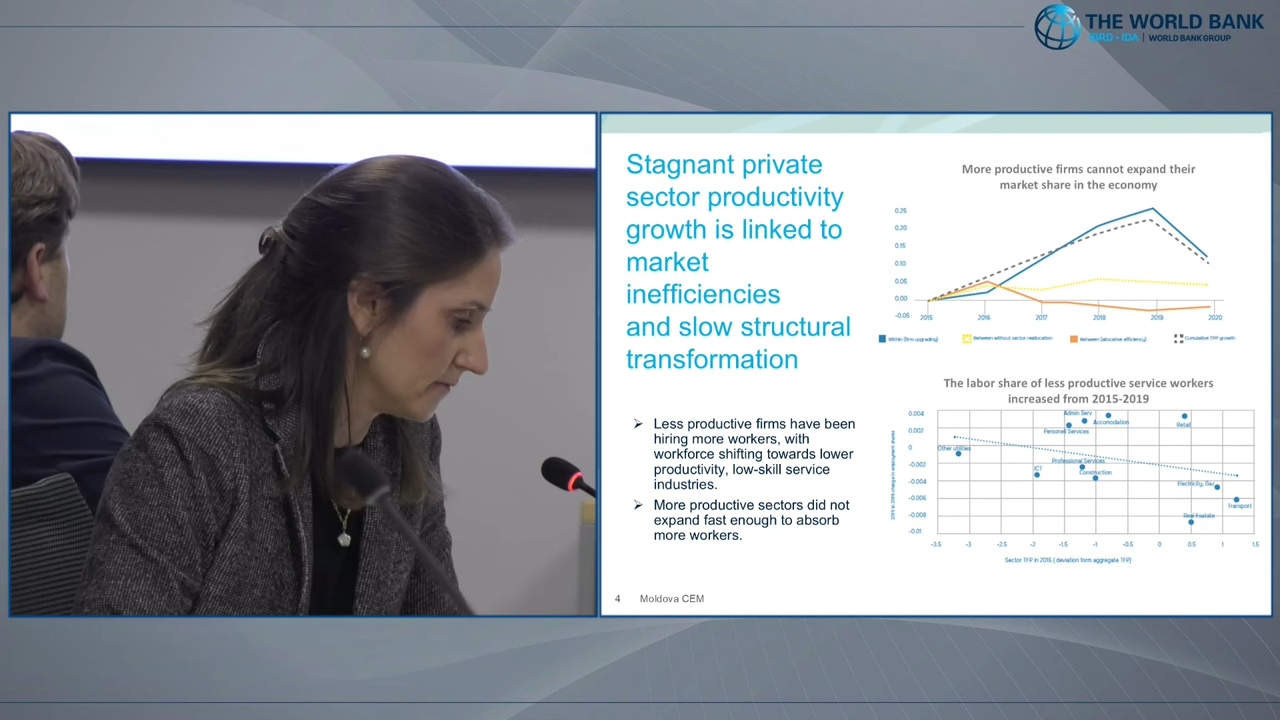 THE WORLD BANK
IBRD • IDA | WORLD BANK GROUP
Stagnant private
sector productivity
growth is linked to
market
inefficiencies
and slow structural
transformation
Less productive firms have been
hiring more workers, with
workforce shifting towards lower
productivity, low-skill service
industries.
More productive sectors did not
expand fast enough to absorb
more workers.
4 Moldova CEM
More productive firms cannot expand their
market share in the economy
0.25
0.20
0.15
0.10
0.05
0.00
-0.05
2015 2016 2017 2018 2019 2020
Within (firm upgrading) Between without sector reallocation Between (allocative efficiency) Cumulative TFP growth
The labor share of less productive service workers
increased from 2015-2019
0.004
0.002
0
-0.002
-0.004
-0.006
-0.008
-0.01
Admin Serv
Accomodation
Retail
Personell Services
Other utilities
Professional Services
ICT
Construction
Electricity, Gas
Transport
Real Esatate
-3.5 -3 -2.5 -2 -1.5 -1 -0.5 0 0.5 1 1.5
Sector TFP in 2015 ( deviation form aggregate TFP)